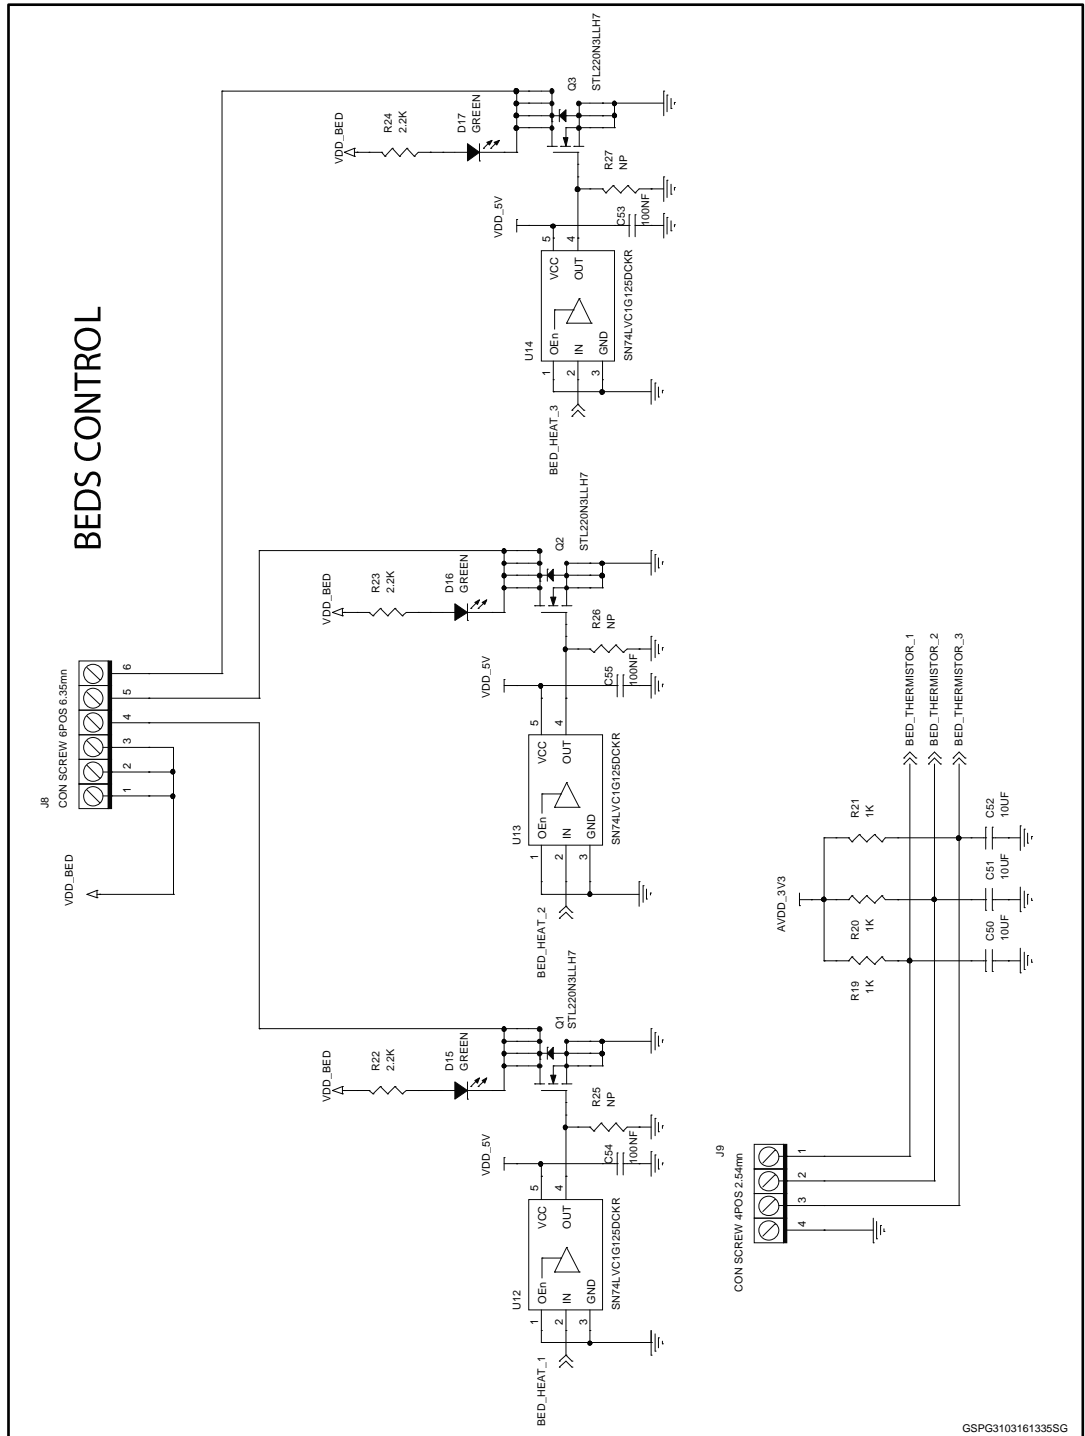 BEDS CONTROL
J8
CON SCREW 6POS 6.35mn
1
2
3
4
5
6
VDD_BED
VDD_BED
R22
2.2K
D15
GREEN
VDD_5V
U12
OEn
IN
GND
VCC
OUT
1
2
3
5
4
SN74LVC1G125DCKR
BED_HEAT_1
C54
100NF
R25
NP
Q1
STL220N3LLH7
VDD_BED
R23
2.2K
D16
GREEN
VDD_5V
U13
OEn
IN
GND
VCC
OUT
1
2
3
5
4
SN74LVC1G125DCKR
BED_HEAT_2
C55
100NF
R26
NP
Q2
STL220N3LLH7
VDD_BED
R24
2.2K
D17
GREEN
VDD_5V
U14
OEn
IN
GND
VCC
OUT
1
2
3
5
4
SN74LVC1G125DCKR
BED_HEAT_3
C53
100NF
R27
NP
Q3
STL220N3LLH7
J9
CON SCREW 4POS 2.54mn
4
3
2
1
AVDD_3V3
R19
1K
R20
1K
R21
1K
C50
10UF
C51
10UF
C52
10UF
BED_THERMISTOR_1
BED_THERMISTOR_2
BED_THERMISTOR_3
GSPG3103161335SG